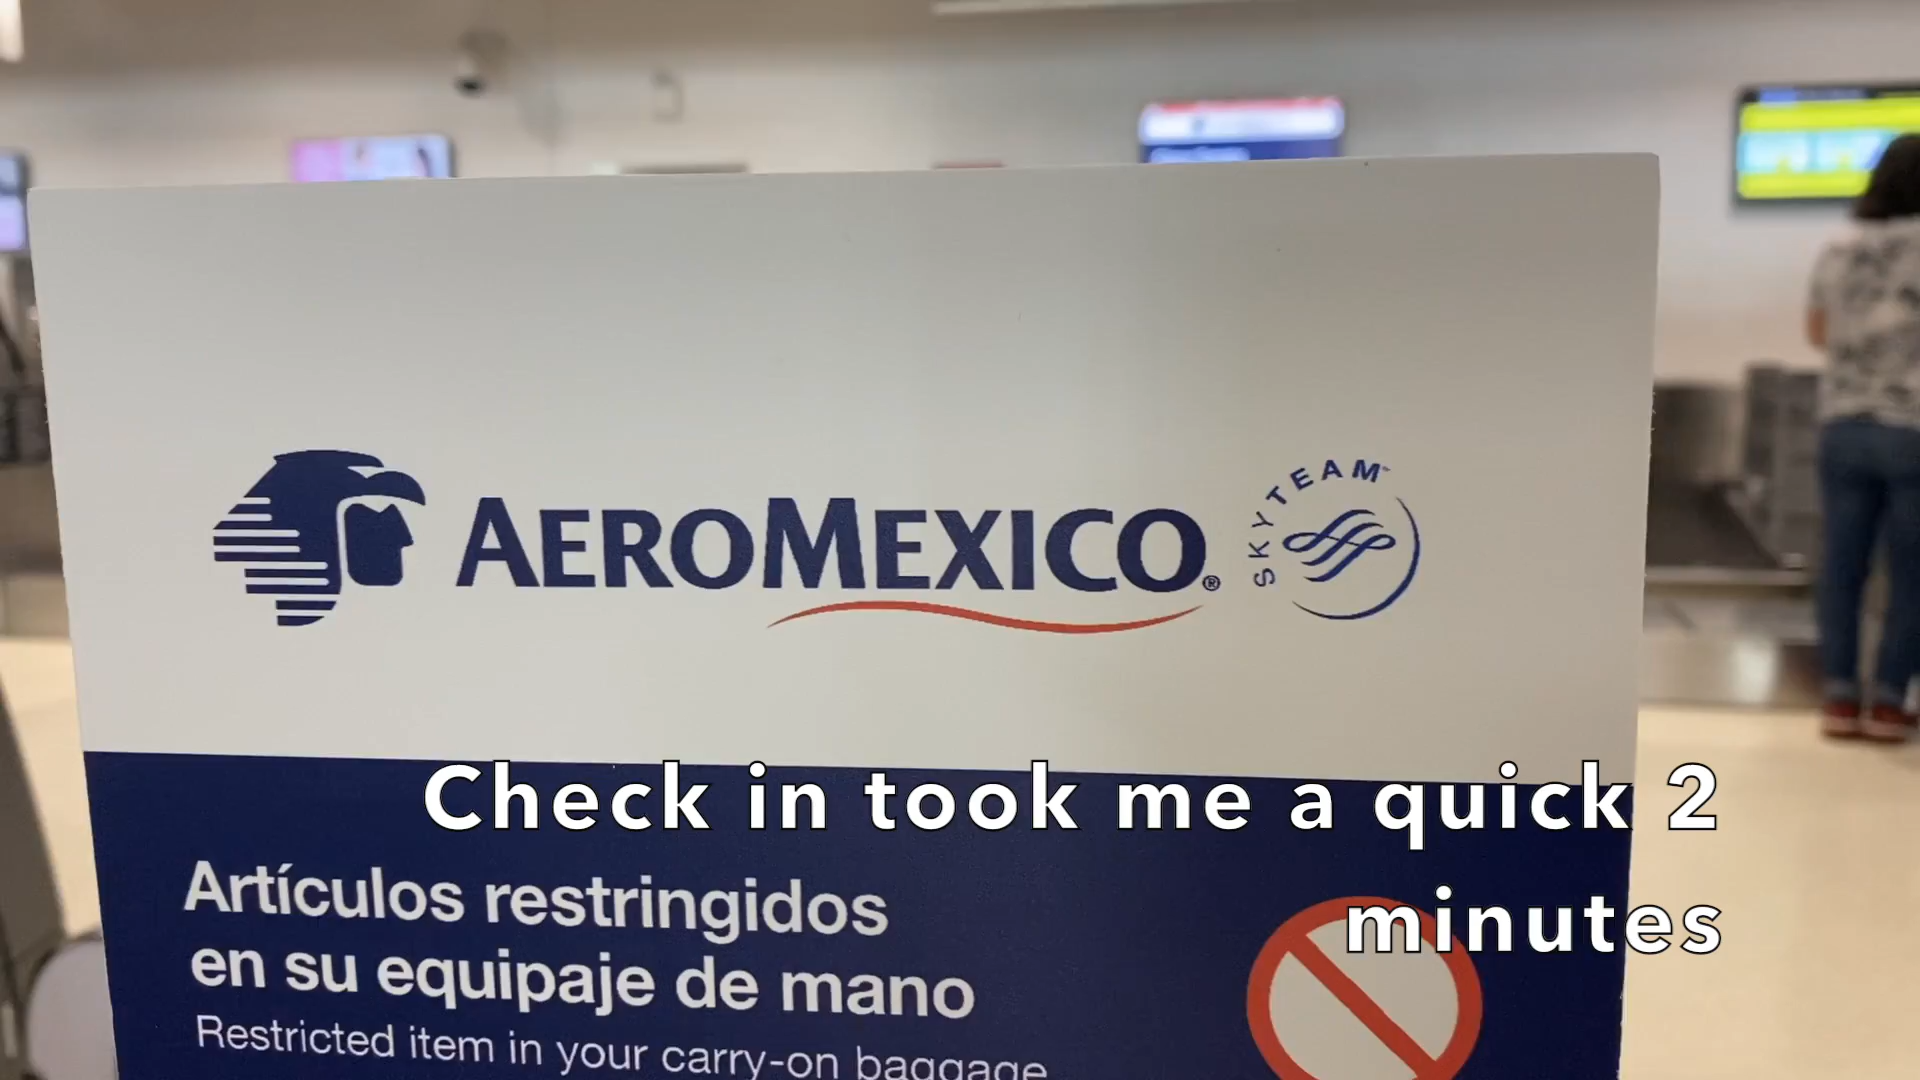 AEROMEXICO®
SKYTEAM
Check in took me a quick 2
minutes
Artículos restringidos
en su equipaje de mano
Restricted item in your carry-on baggage